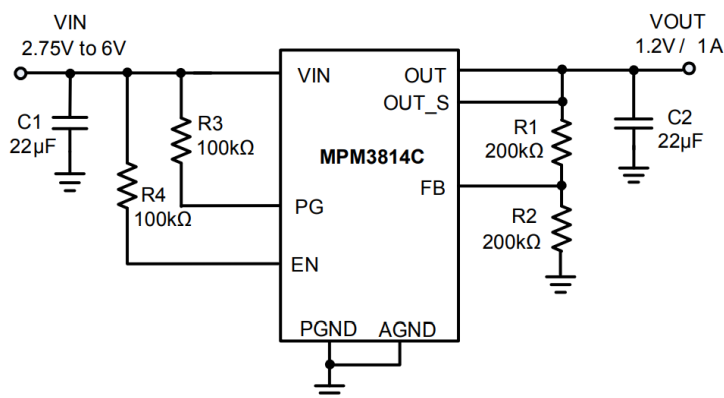 VIN
2.75V to 6V
VOUT
1.2V / 1A
VIN
OUT
OUT_S
C1
22µF
R3
100kΩ
R1
200kΩ
C2
22µF
MPM3814C
FB
R4
100kΩ
PG
R2
200kΩ
EN
PGND
AGND